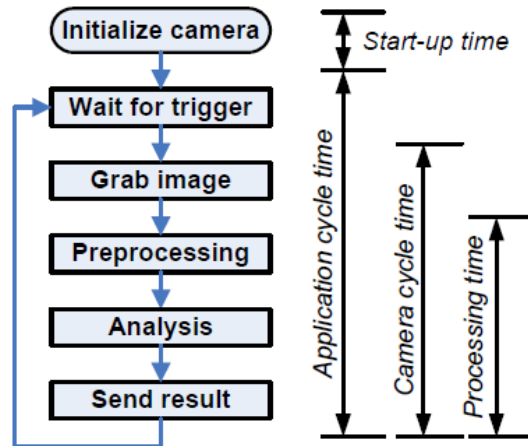 Initialize camera
Start-up time
Wait for trigger
Grab image
Preprocessing
Analysis
Send result
Application cycle time
Camera cycle time
Processing time